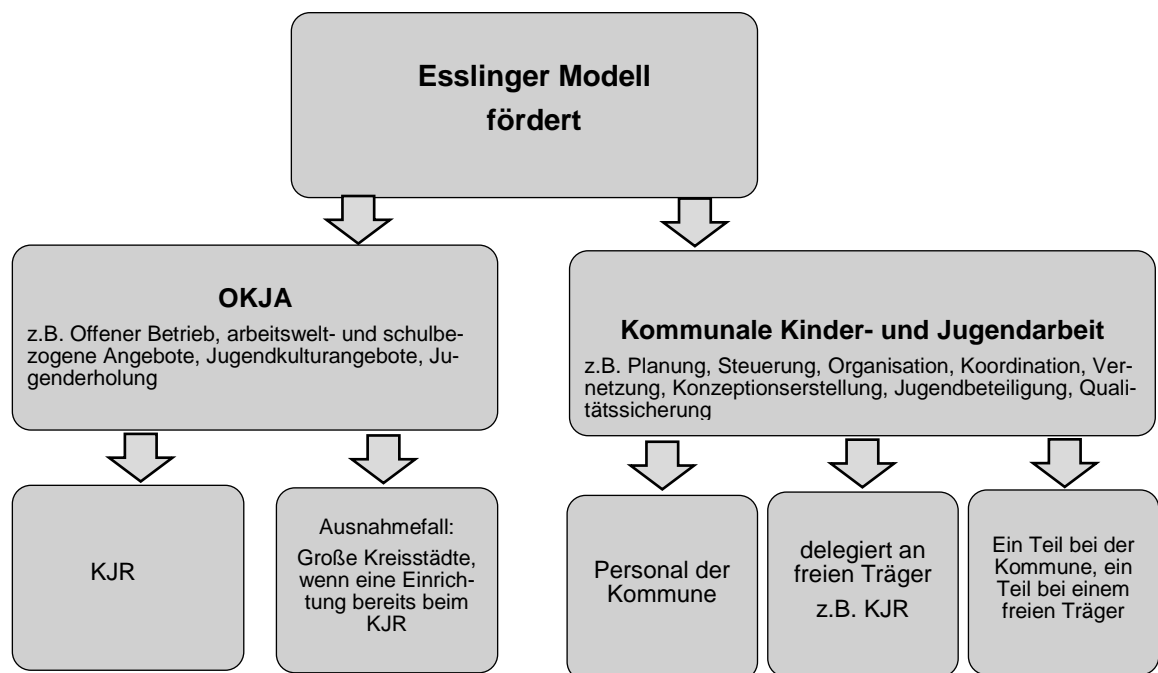 Esslinger Modell
fördert
OKJA
z.B. Offener Betrieb, arbeitswelt- und schulbe-
zogene Angebote, Jugendkulturangebote, Ju-
genderholung
Kommunale Kinder- und Jugendarbeit
z.B. Planung, Steuerung, Organisation, Koordination, Ver-
netzung, Konzeptionserstellung, Jugendbeteiligung, Quali-
tätssicherung
KJR
Ausnahmefall:
Große Kreisstädte,
wenn eine Einrich-
tung bereits beim
KJR
Personal der
Kommune
delegiert an
freien Träger
z.B. KJR
Ein Teil bei der
Kommune, ein
Teil bei einem
freien Träger